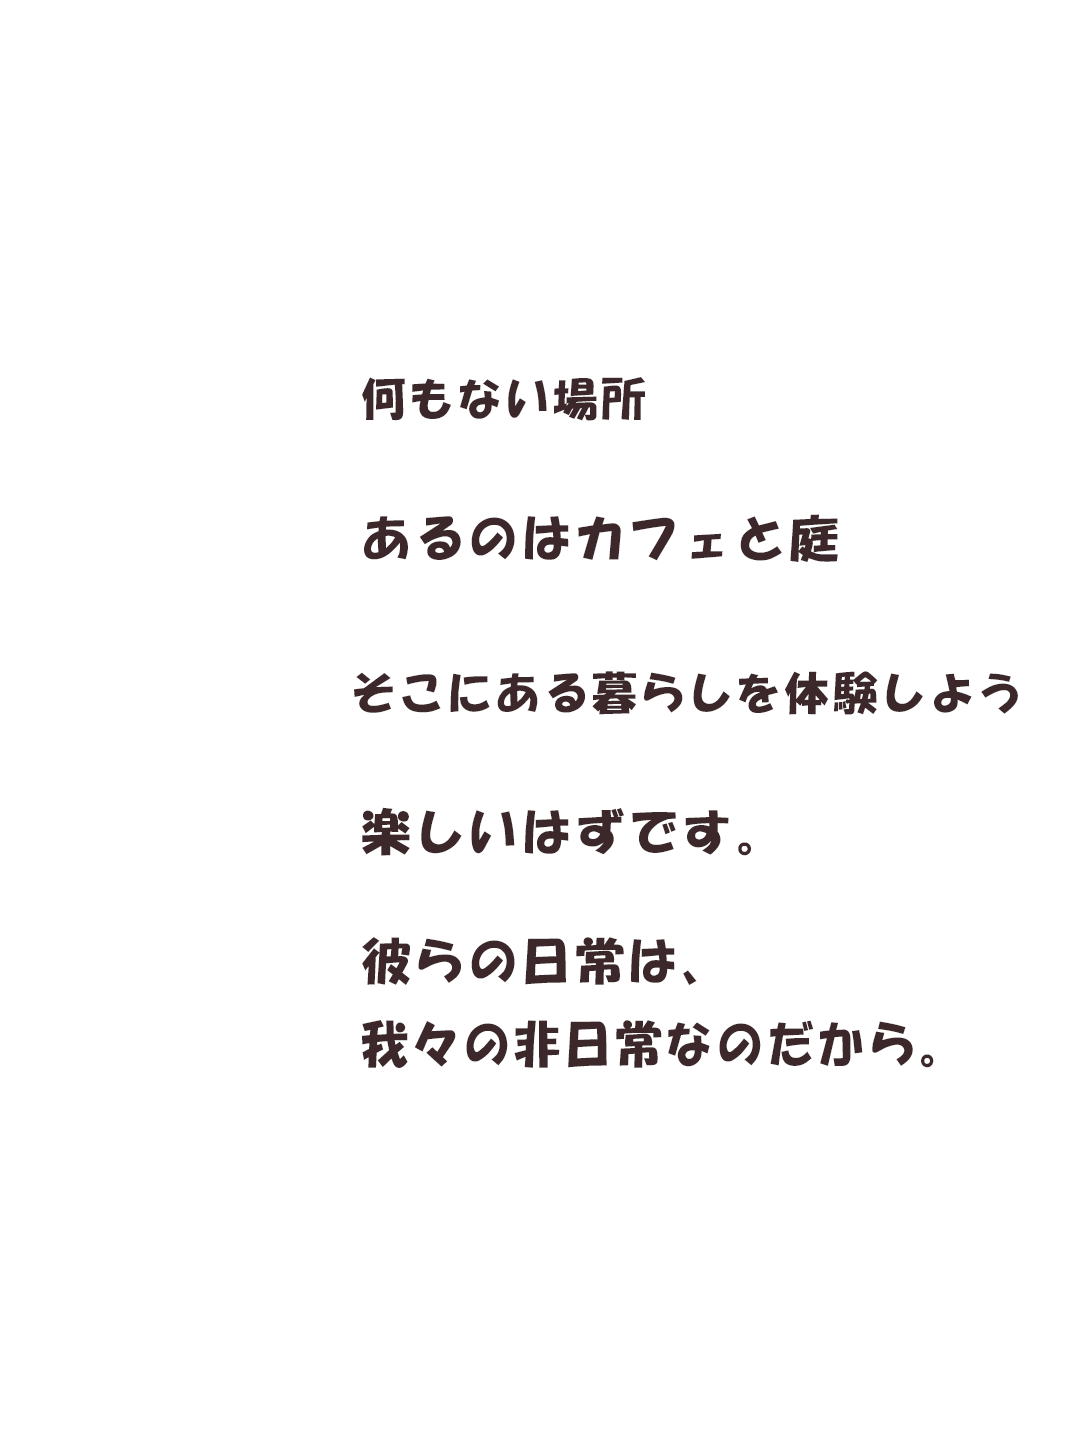 何もない場所
あるのはカフェと庭
そこにある暮らしを体験しよう
楽しいはずです。
彼らの日常は、
我々の非日常なのだから。